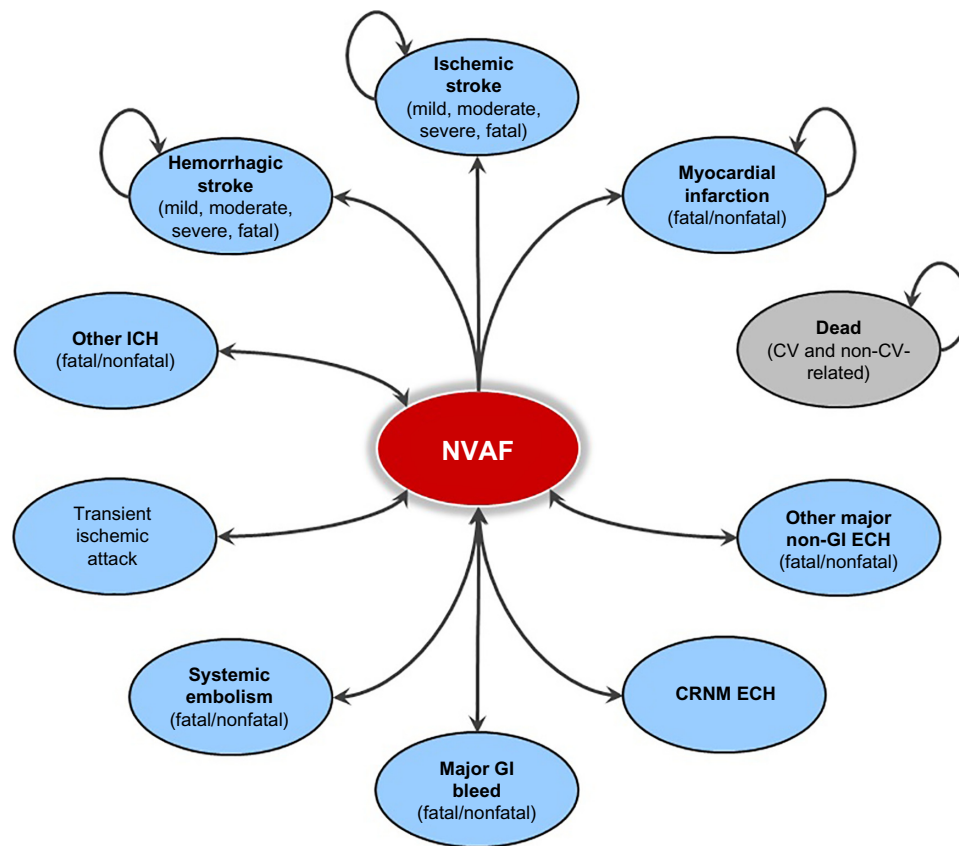 Ischemic
stroke
(mild, moderate,
severe, fatal)
Hemorrhagic
stroke
(mild, moderate,
severe, fatal)
Myocardial
infarction
(fatal/nonfatal)
Other ICH
(fatal/nonfatal)
Dead
(CV and non-CV-
related)
NVAF
Transient
ischemic
attack
Other major
non-GI ECH
(fatal/nonfatal)
Systemic
embolism
(fatal/nonfatal)
CRNM ECH
Major GI
bleed
(fatal/nonfatal)